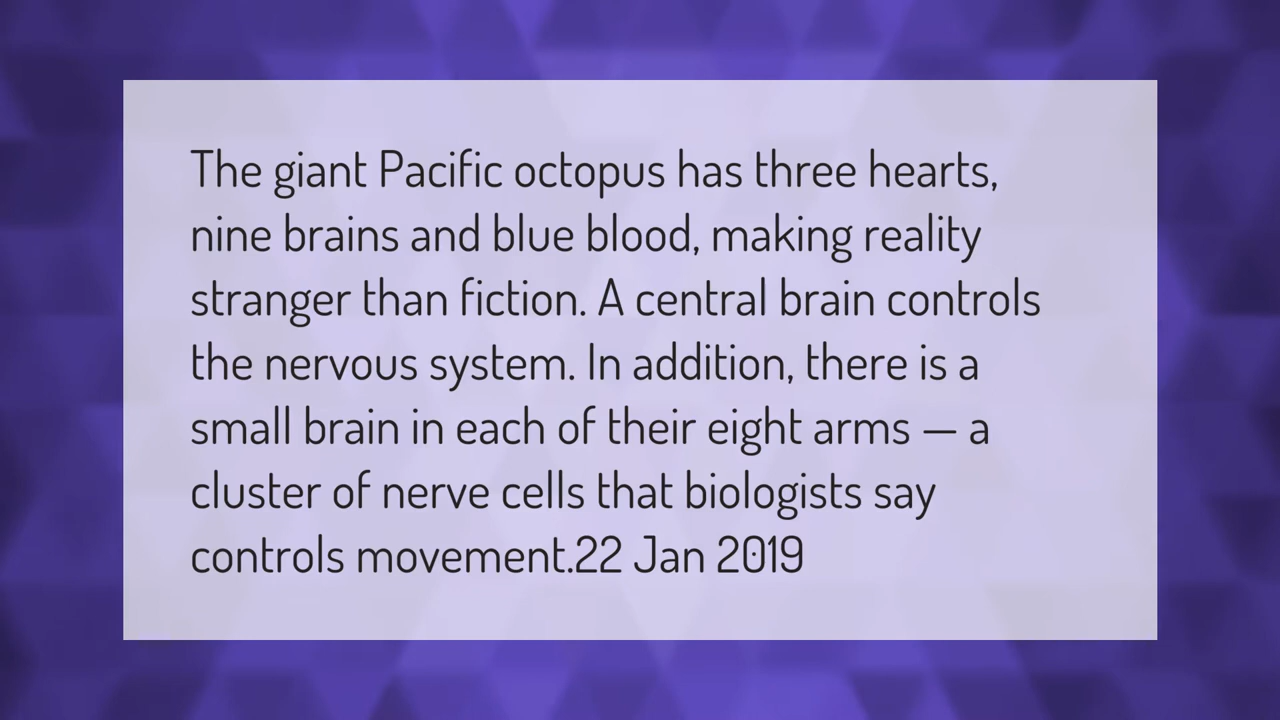 The giant Pacific octopus has three hearts,
nine brains and blue blood, making reality
stranger than fiction. A central brain controls
the nervous system. In addition, there is a
small brain in each of their eight arms — a
cluster of nerve cells that biologists say
controls movement.22 Jan 2019